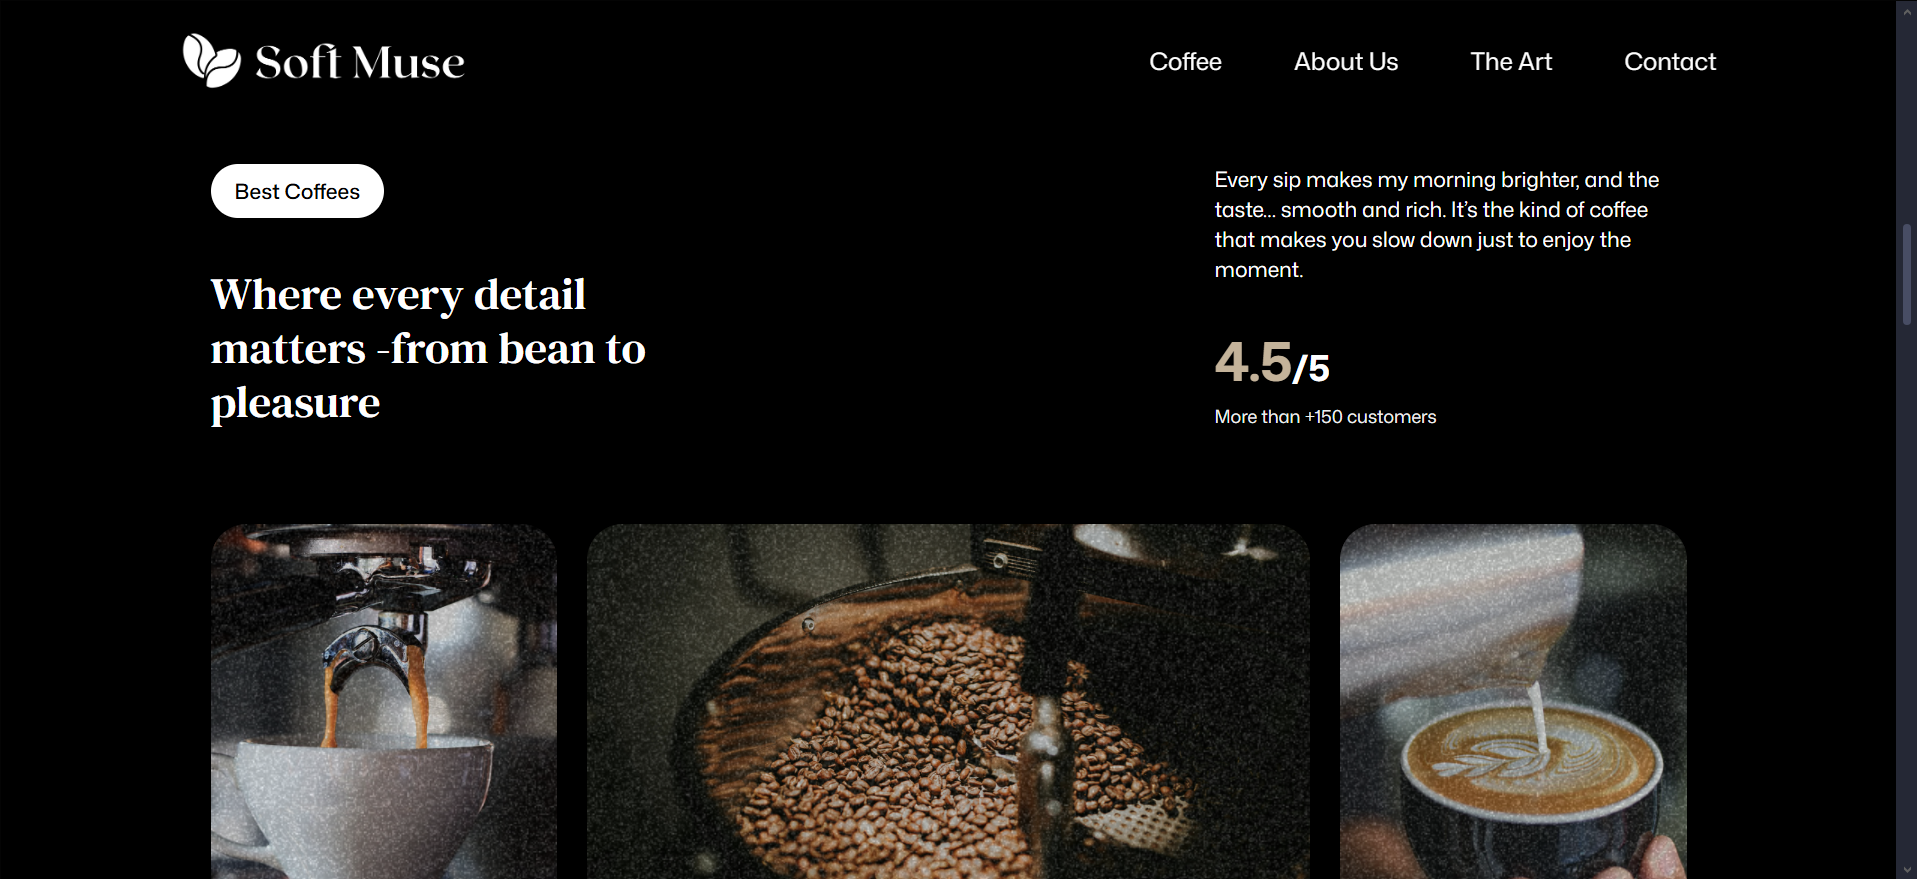 Soft Muse
Coffee
About Us
The Art
Contact
Best Coffees
Where every detail
matters -from bean to
pleasure
Every sip makes my morning brighter, and the
taste... smooth and rich. It’s the kind of coffee
that makes you slow down just to enjoy the
moment.
4.5/5
More than +150 customers